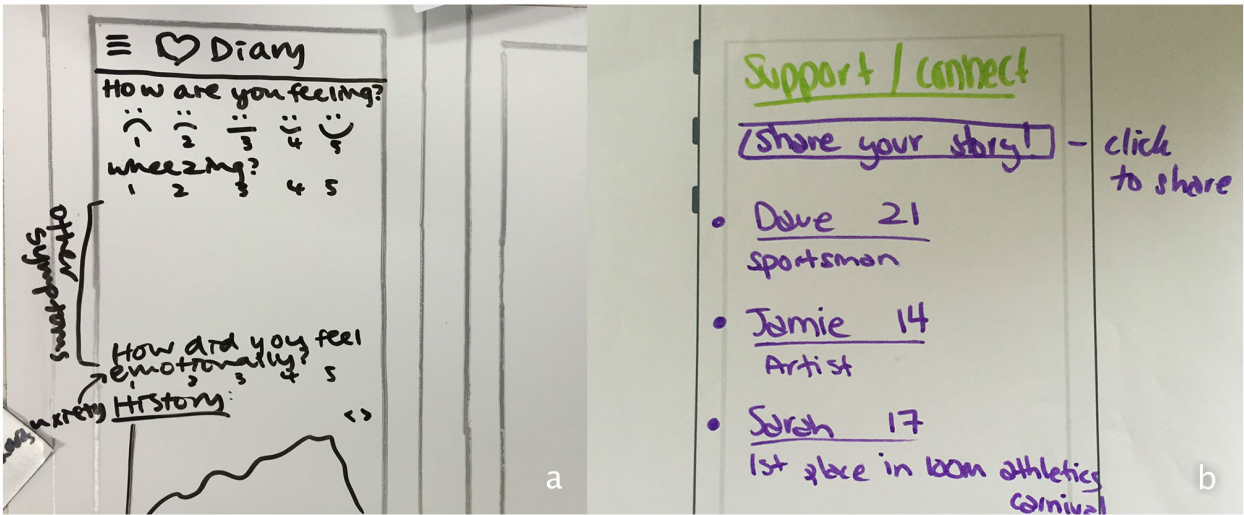 Diary
How are you feeling?
1 2 3 4 5
wheezing?
1 2 3 4 5
other
symptoms
How did you feel
emotionally?
1 2 3 4 5
anxiety
History:
< >
a
Support / connect
Share your story! - click
to share
• Dave 21
sportsman
• Jamie 14
Artist
• Sarah 17
1st place in 100m athletics
carnival
b